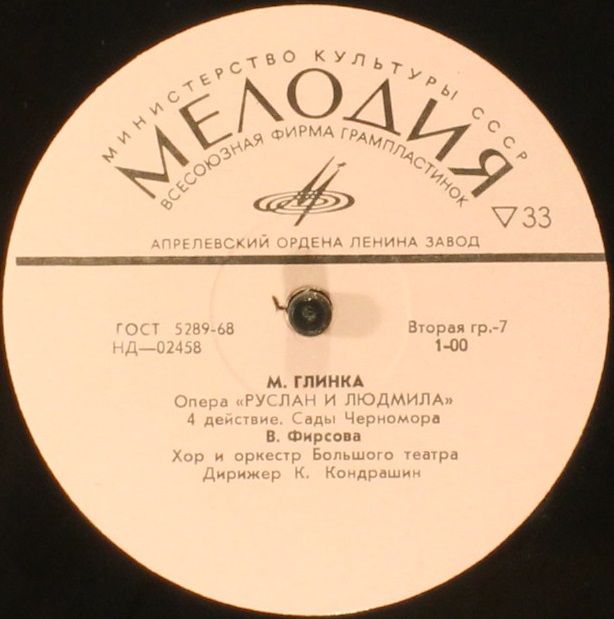 МИНИСТЕРСТВО КУЛЬТУРЫ СССР
МЕЛОДИЯ
ВСЕСОЮЗНАЯ ФИРМА ГРАМПЛАСТИНОК
▽33
АПРЕЛЕВСКИЙ ОРДЕНА ЛЕНИНА ЗАВОД
ГОСТ 5289-68
НД—02458
Вторая гр.-7
1-00
М. ГЛИНКА
Опера «РУСЛАН И ЛЮДМИЛА»
4 действие. Сады Черномора
В. Фирсова
Хор и оркестр Большого театра
Дирижер К. Кондрашин